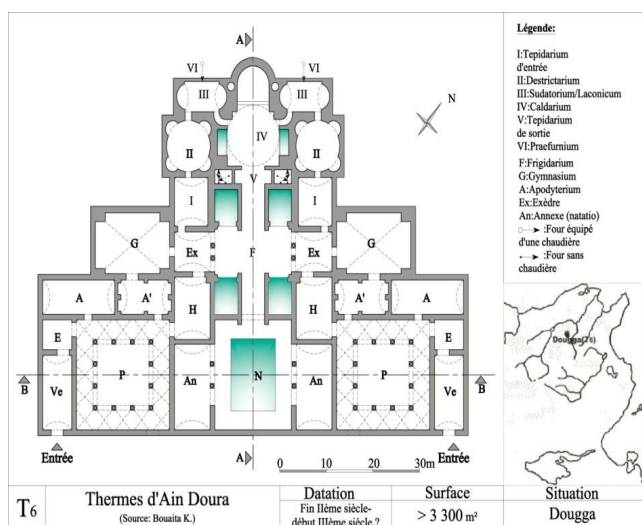 A
VI
VI
III
III
N
IV
II
II
V
I
I
G
Ex
F
Ex
G
A
A'
H
H
A'
A
E
E
P
An
N
An
P
B
Ve
Ve
B
Entrée
Entrée
A
0
10
20
30m
Légende:
I:Tepidarium
d'entrée
II:Destrictarium
III:Sudatorium/Laconicum
IV:Caldarium
V:Tepidarium
de sortie
VI:Praefurnium
F:Frigidarium
G:Gymnasium
A:Apodyterium
Ex:Exèdre
An:Annexe (natatio)
:Four équipé
d'une chaudière
:Four sans
chaudière
Dougga(T6)
T6
Thermes d'Ain Doura
(Source: Bouaita K.)
Datation
Fin IIème siècle-
début IIIème siècle ?
Surface
> 3 300 m²
Situation
Dougga